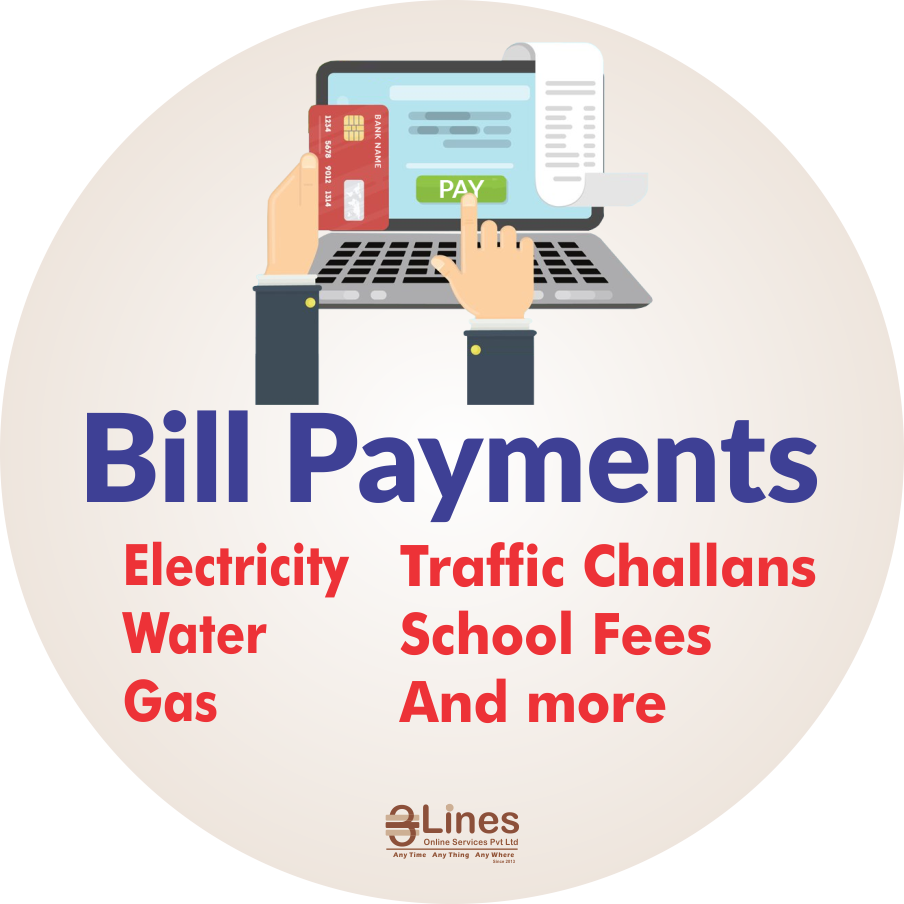 BANK NAME
1234 5678 9012 1314
PAY
Bill Payments
Electricity
Water
Gas
Traffic Challans
School Fees
And more
3Lines
Online Services Pvt Ltd
Any Time Any Thing Any Where
Since 2013